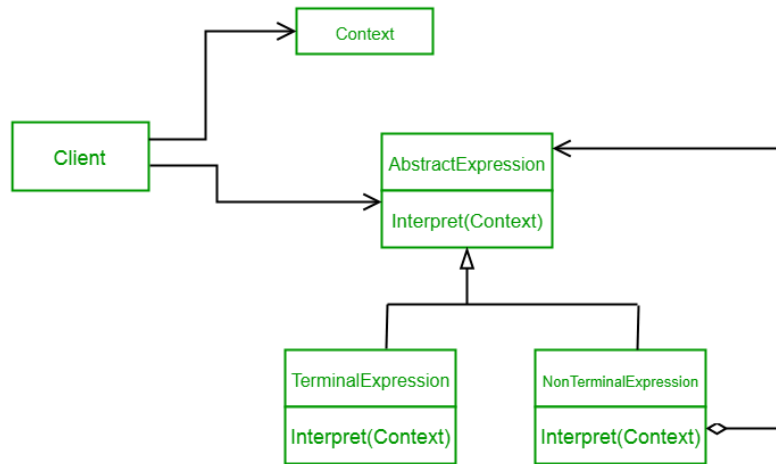 Context
Client
AbstractExpression
Interpret(Context)
TerminalExpression
Interpret(Context)
NonTerminalExpression
Interpret(Context)